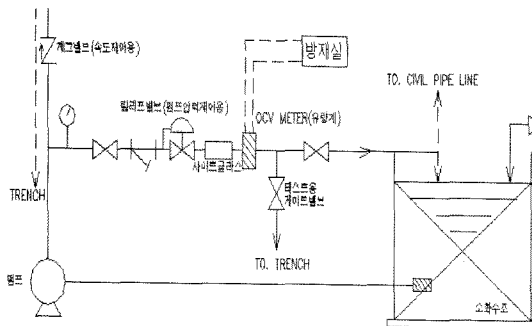 체크밸브(속도제어용)
방재실
TO. CIVIL PIPE LINE
릴리프밸브(펌프압력제어용)
OCV METER(유량계)
사이트글라스
TRENCH
테스트용
게이트밸브
TO. TRENCH
펌프
소화수조